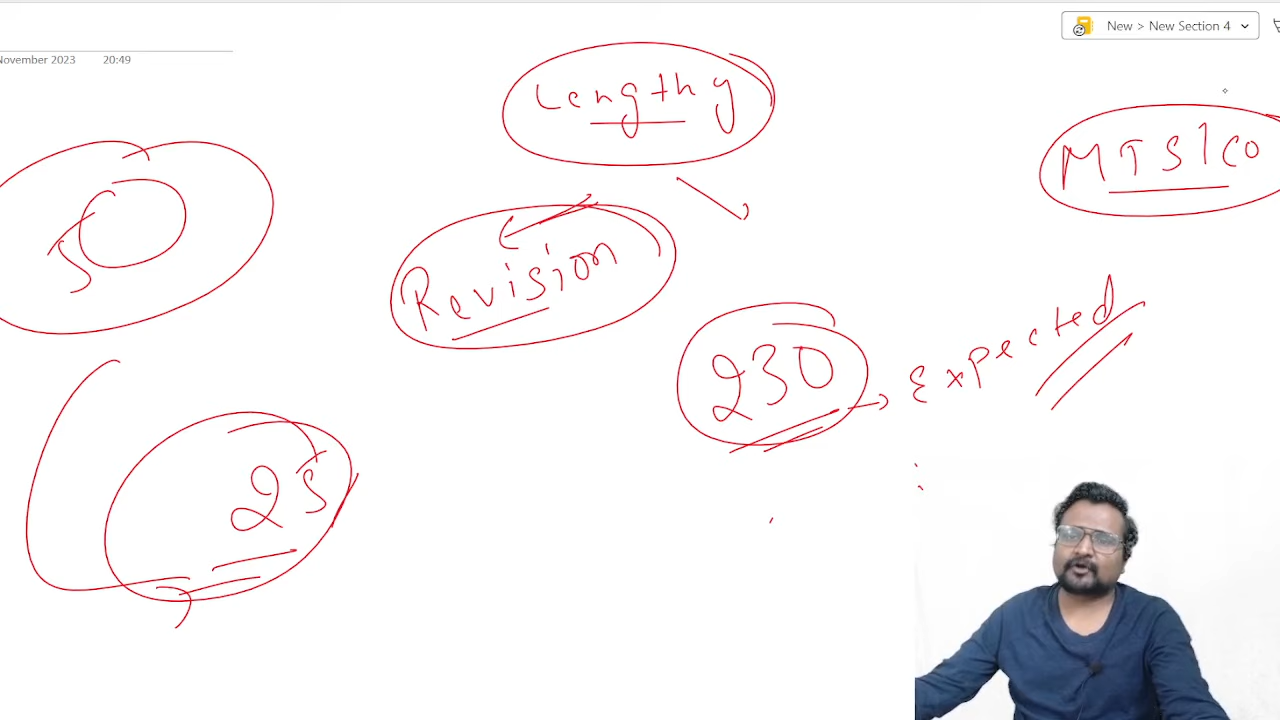 New > New Section 4
November 2023 20:49
Lengthy
MTS/CO
50
Revision
230 → Expected
25